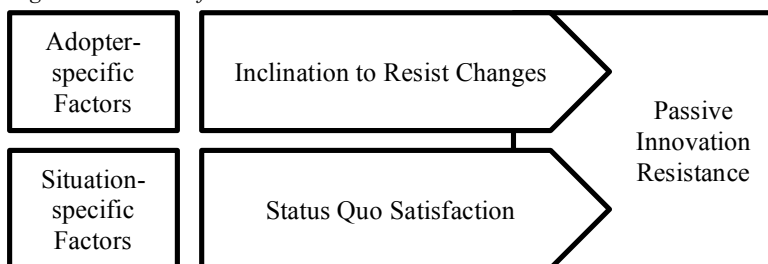 Adopter-
specific
Factors
Inclination to Resist Changes
Situation-
specific
Factors
Status Quo Satisfaction
Passive
Innovation
Resistance